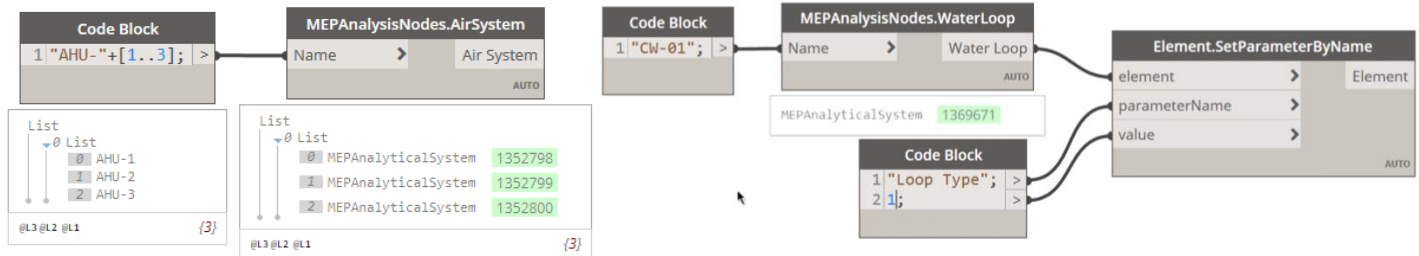 Code Block
1 "AHU-"+[1..3]; >
List
0 List
0 AHU-1
1 AHU-2
2 AHU-3
@L3 @L2 @L1 {3}
MEPAnalysisNodes.AirSystem
Name > Air System
AUTO
List
0 List
0 MEPAnalyticalSystem 1352798
1 MEPAnalyticalSystem 1352799
2 MEPAnalyticalSystem 1352800
@L3 @L2 @L1 {3}
Code Block
1 "CW-01"; >
MEPAnalysisNodes.WaterLoop
Name > Water Loop
AUTO
MEPAnalyticalSystem 1369671
Code Block
1 "Loop Type"; >
2 1; >
Element.SetParameterByName
element > Element
parameterName >
value >
AUTO